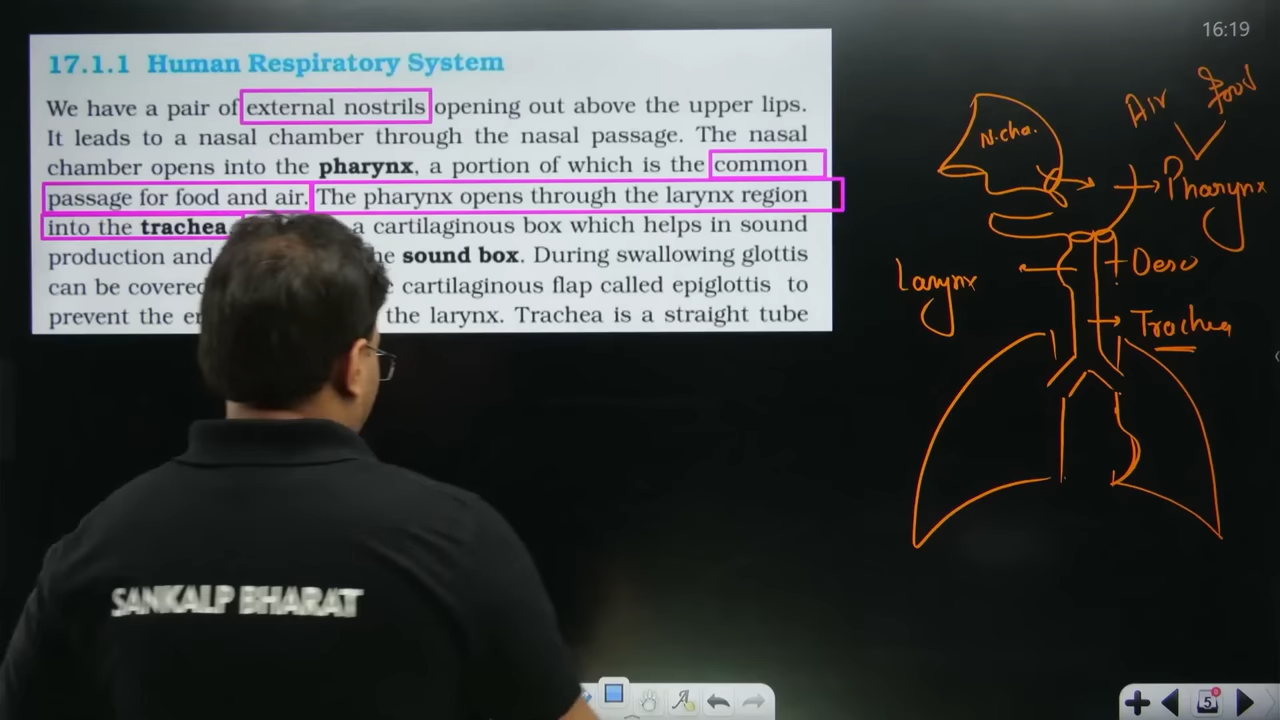 16:19
17.1.1 Human Respiratory System
We have a pair of external nostrils opening out above the upper lips.
It leads to a nasal chamber through the nasal passage. The nasal
chamber opens into the pharynx, a portion of which is the common
passage for food and air. The pharynx opens through the larynx region
into the trachea a cartilaginous box which helps in sound
production and sound box. During swallowing glottis
can be covered cartilaginous flap called epiglottis to
prevent the the larynx. Trachea is a straight tube
Air food
N.cha.
Pharynx
Larynx
Trachea
SANKALP BHARAT
5